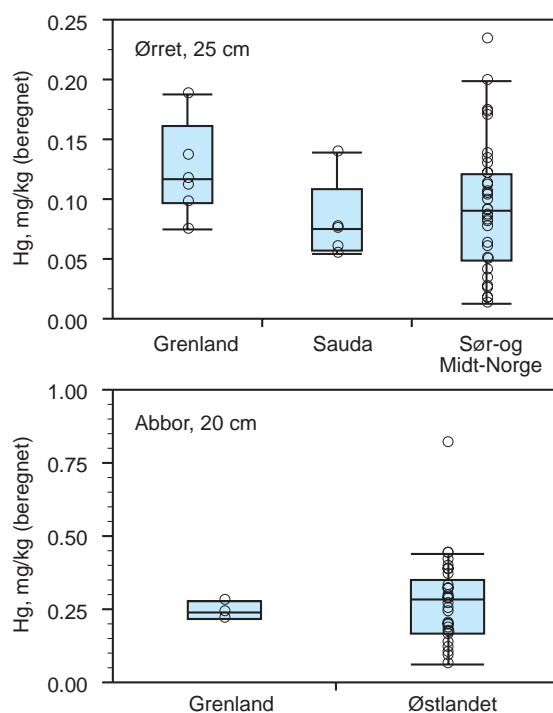 Ørret, 25 cm
Hg, mg/kg (beregnet)
0.25
0.20
0.15
0.10
0.05
0.00
Grenland
Sauda
Sør-og
Midt-Norge
Abbor, 20 cm
Hg, mg/kg (beregnet)
1.00
0.75
0.50
0.25
0.00
Grenland
Østlandet